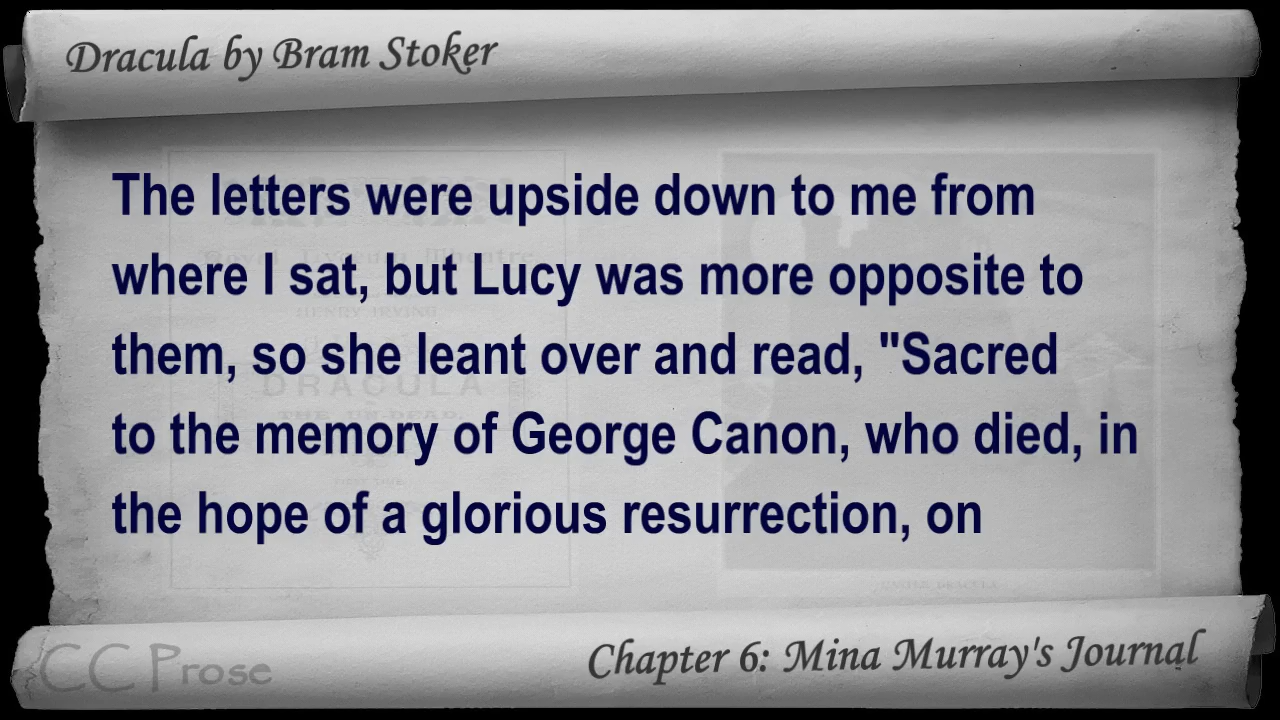 Dracula by Bram Stoker
The letters were upside down to me from
where I sat, but Lucy was more opposite to
them, so she leant over and read, "Sacred
to the memory of George Canon, who died, in
the hope of a glorious resurrection, on
CC Prose
Chapter 6: Mina Murray's Journal